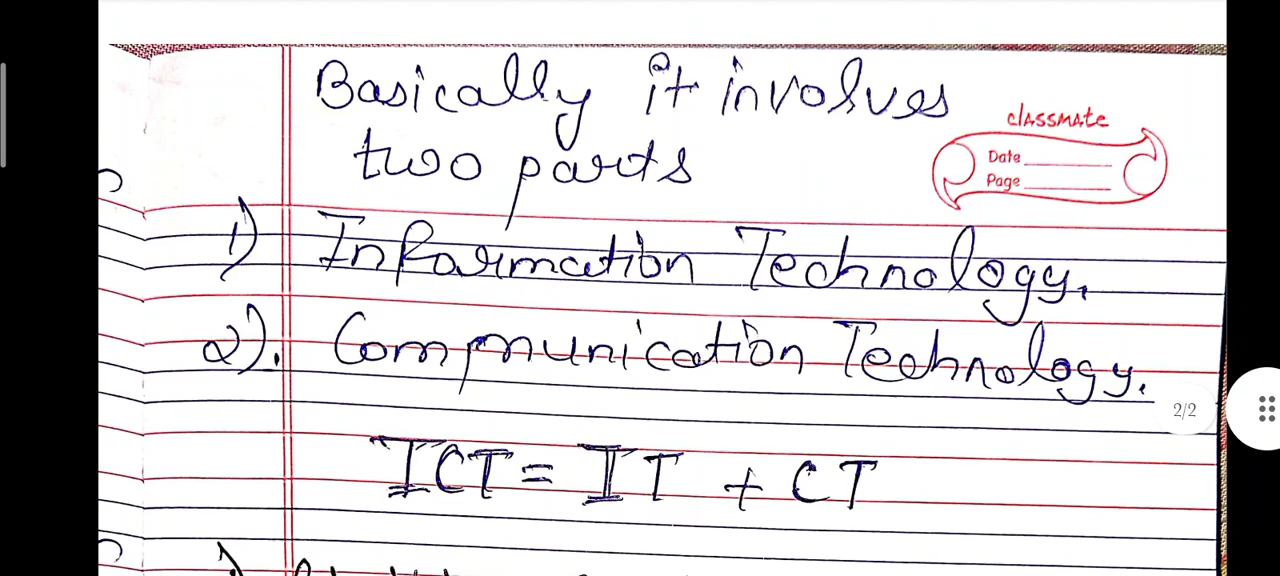 Basically it involves
classmate
two parts
Date
Page
1) Information Technology.
2). Communication Technology.
2/2
ICT = IT + CT